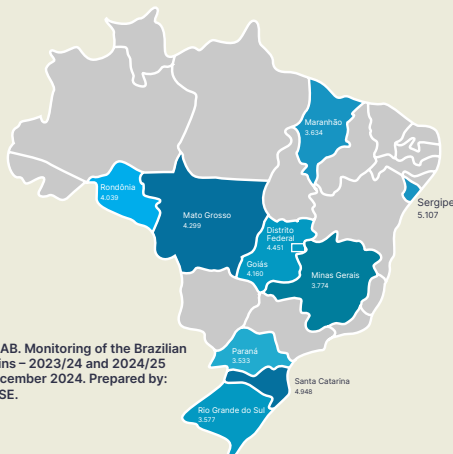 Maranhão
3.634
Rondônia
4.039
Sergipe
5.107
Mato Grosso
4.299
Distrito
Federal
4.451
Goiás
4.160
Minas Gerais
3.774
AB. Monitoring of the Brazilian
ins – 2023/24 and 2024/25
cember 2024. Prepared by:
SE.
Paraná
3.533
Santa Catarina
4.948
Rio Grande do Sul
3.577